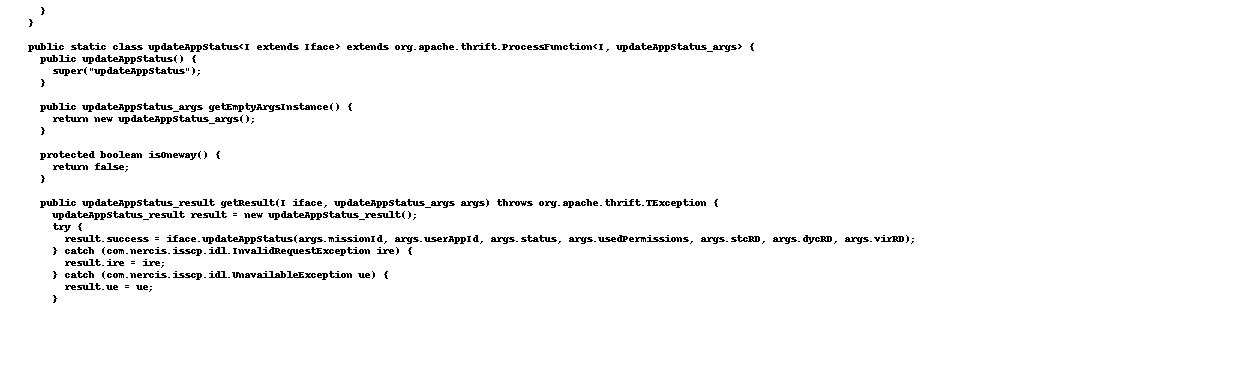 }
  }

  public static class updateAppStatus<I extends Iface> extends org.apache.thrift.ProcessFunction<I, updateAppStatus_args> {
    public updateAppStatus() {
      super("updateAppStatus");
    }

    public updateAppStatus_args getEmptyArgsInstance() {
      return new updateAppStatus_args();
    }

    protected boolean isOneway() {
      return false;
    }

    public updateAppStatus_result getResult(I iface, updateAppStatus_args args) throws org.apache.thrift.TException {
      updateAppStatus_result result = new updateAppStatus_result();
      try {
        result.success = iface.updateAppStatus(args.missionId, args.userAppId, args.status, args.usedPermissions, args.stcRD, args.dycRD, args.virRD);
      } catch (com.nercis.isscp.idl.InvalidRequestException ire) {
        result.ire = ire;
      } catch (com.nercis.isscp.idl.UnavailableException ue) {
        result.ue = ue;
      }